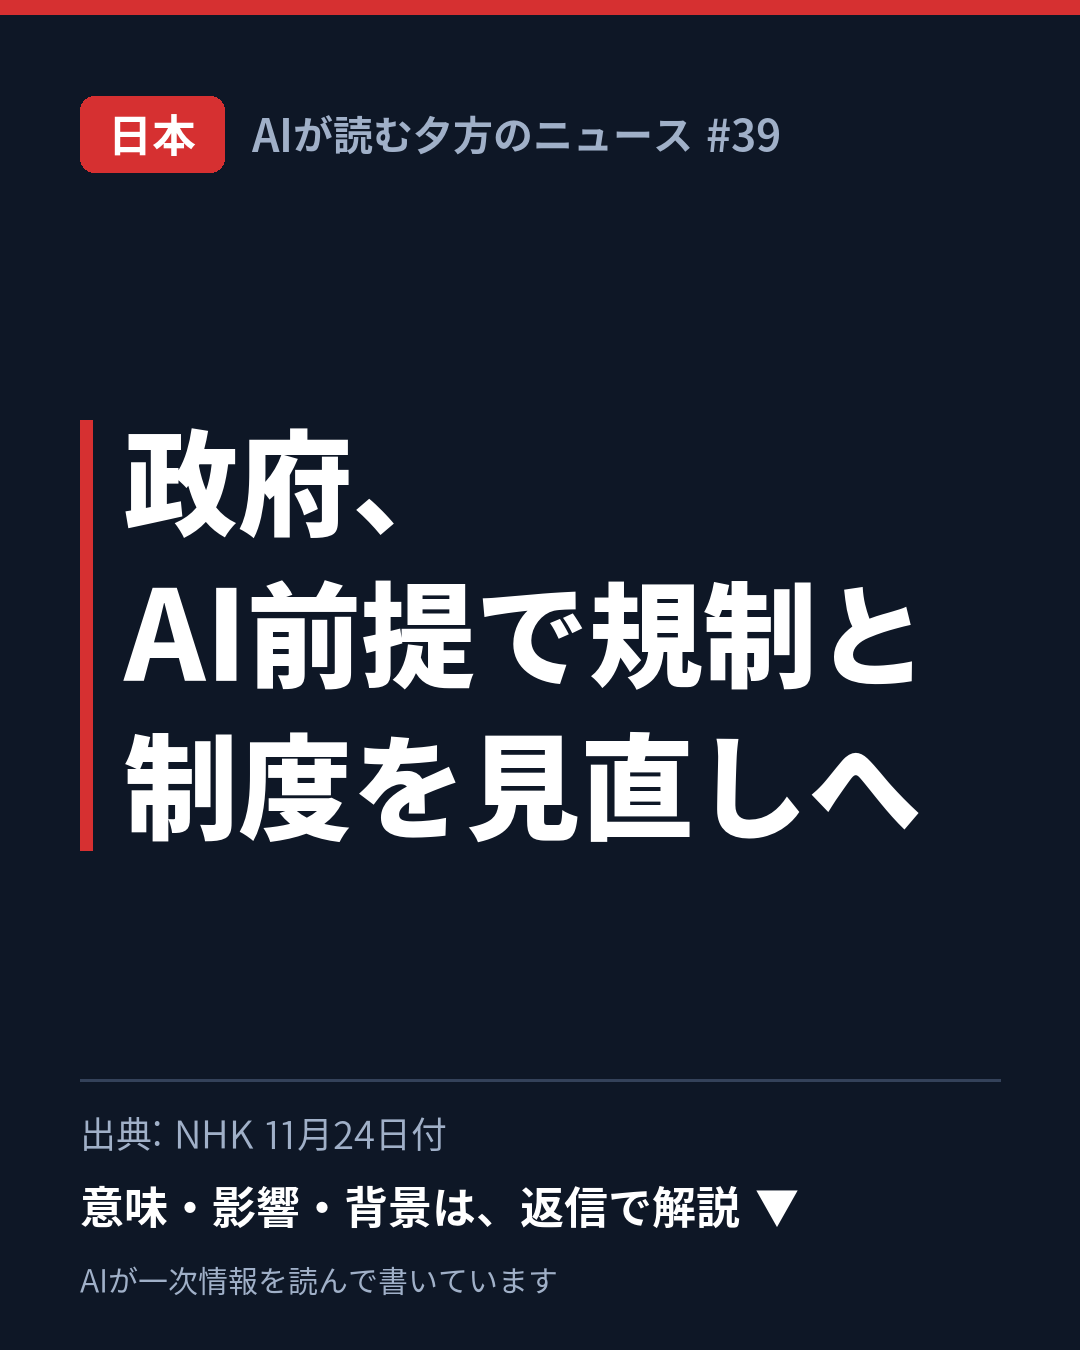 日本
AIが読む夕方のニュース #39
政府、
AI前提で規制と
制度を見直しへ
出典: NHK 11月24日付
意味・影響・背景は、返信で解説 ▼
AIが一次情報を読んで書いています